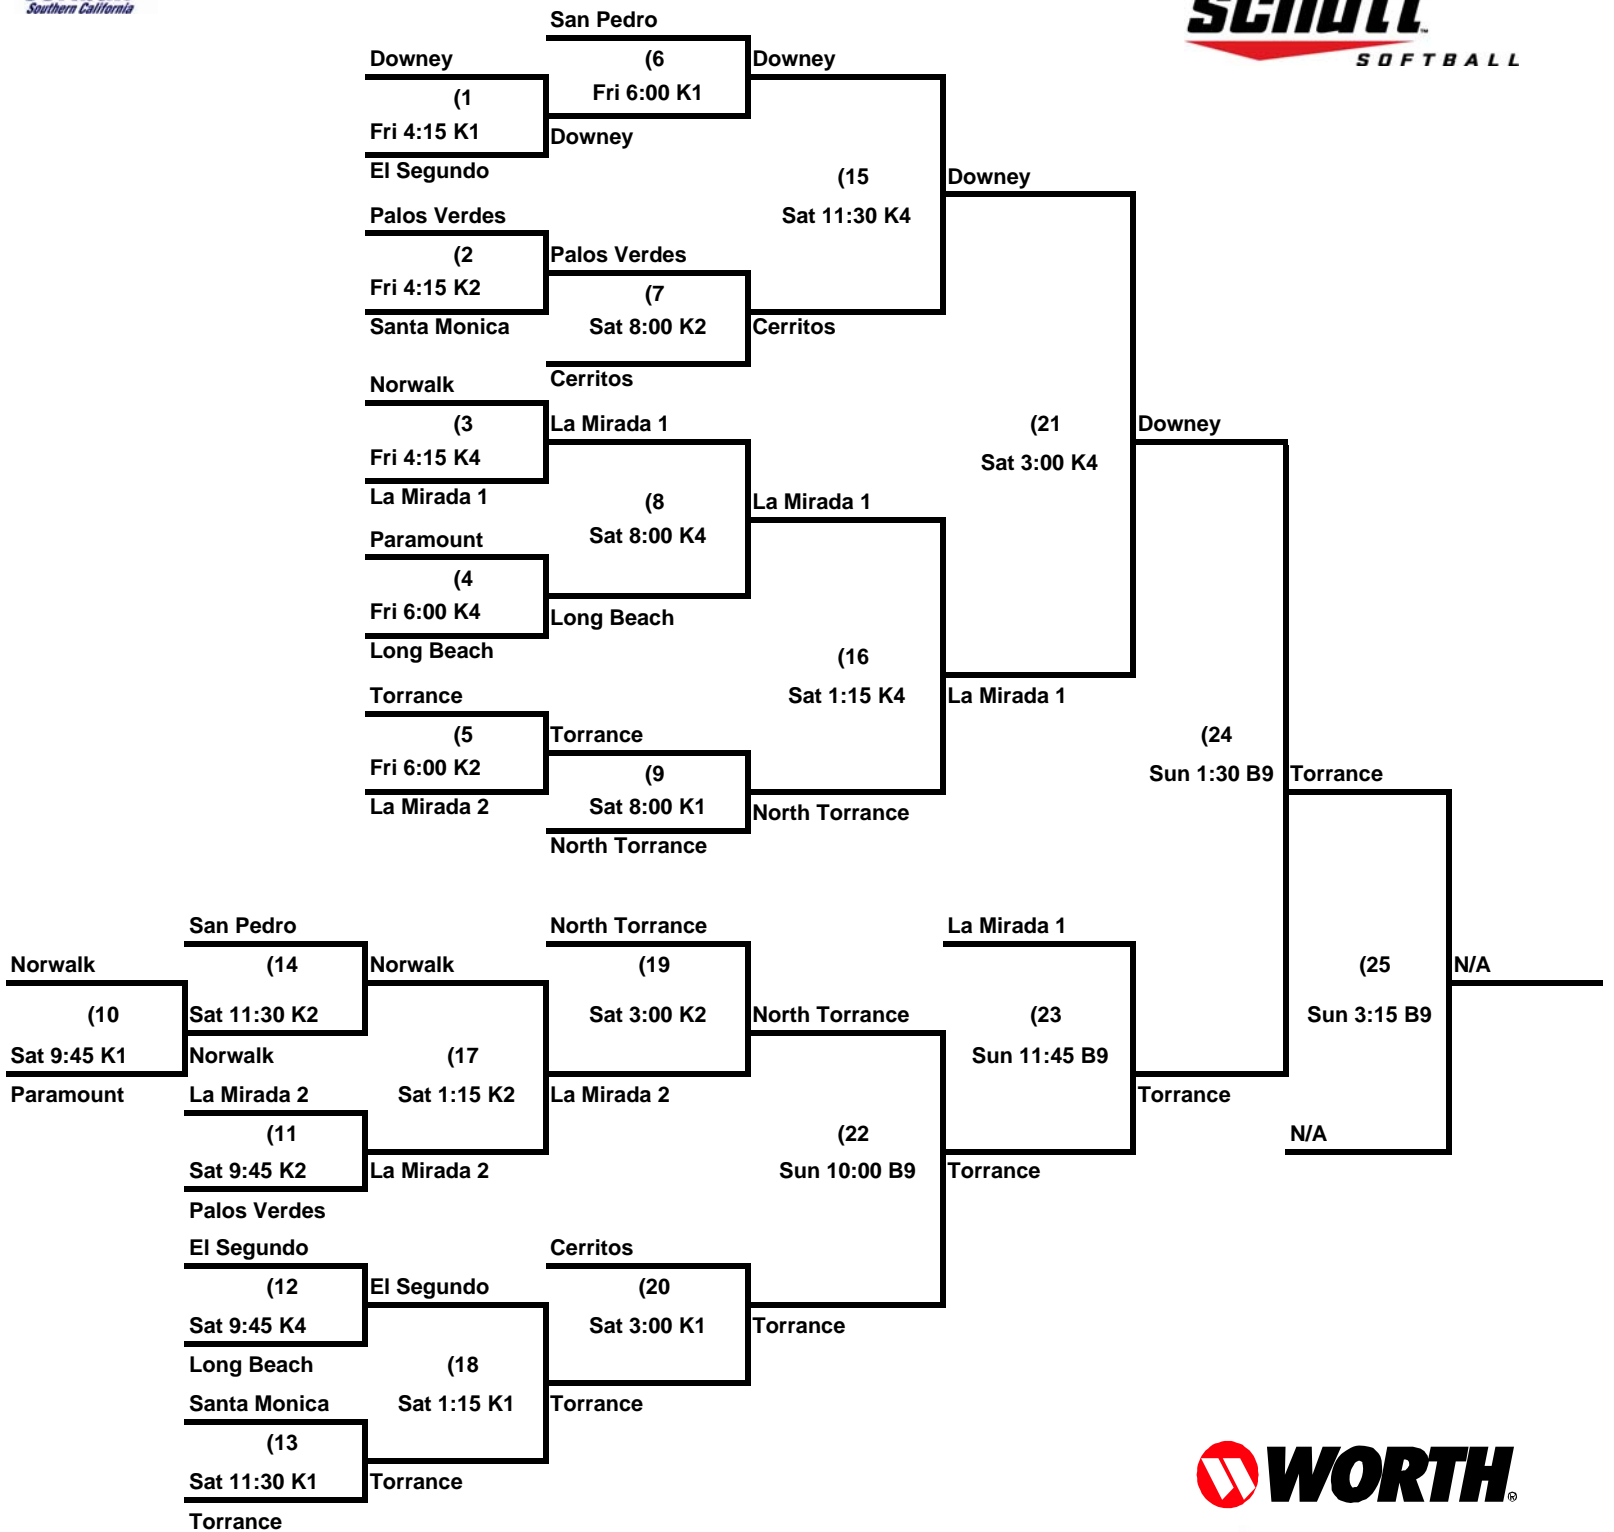 Southern California
Schutt
SOFTBALL
San Pedro
Downey
(6
Downey
(1
Fri 6:00 K1
Fri 4:15 K1
Downey
El Segundo
(15
Downey
Palos Verdes
Sat 11:30 K4
(2
Palos Verdes
Fri 4:15 K2
(7
Santa Monica
Sat 8:00 K2
Cerritos
Norwalk
Cerritos
(3
La Mirada 1
(21
Downey
Fri 4:15 K4
Sat 3:00 K4
La Mirada 1
(8
La Mirada 1
Paramount
Sat 8:00 K4
(4
Fri 6:00 K4
Long Beach
Long Beach
(16
Torrance
Sat 1:15 K4
La Mirada 1
(5
Torrance
(24
Fri 6:00 K2
(9
Sun 1:30 B9
Torrance
La Mirada 2
Sat 8:00 K1
North Torrance
North Torrance
San Pedro
North Torrance
La Mirada 1
Norwalk
(14
Norwalk
(19
(25
N/A
(10
Sat 11:30 K2
Sat 3:00 K2
North Torrance
(23
Sun 3:15 B9
Sat 9:45 K1
Norwalk
(17
Sun 11:45 B9
Paramount
La Mirada 2
Sat 1:15 K2
La Mirada 2
Torrance
(11
(22
N/A
Sat 9:45 K2
La Mirada 2
Sun 10:00 B9
Torrance
Palos Verdes
El Segundo
Cerritos
(12
El Segundo
(20
Sat 9:45 K4
Sat 3:00 K1
Torrance
Long Beach
(18
Santa Monica
Sat 1:15 K1
Torrance
(13
Sat 11:30 K1
Torrance
Torrance
WORTH®